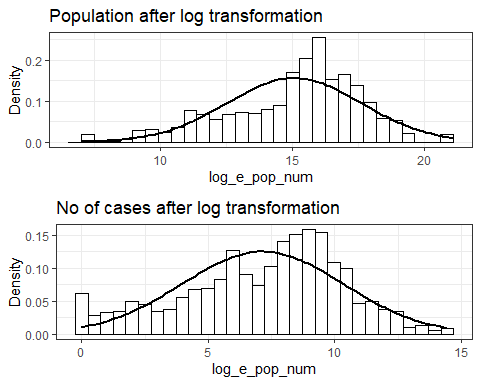 Population after log transformation
Density
0.2
0.1
0.0
10 15 20
log_e_pop_num
No of cases after log transformation
Density
0.15
0.10
0.05
0.00
0 5 10 15
log_e_pop_num